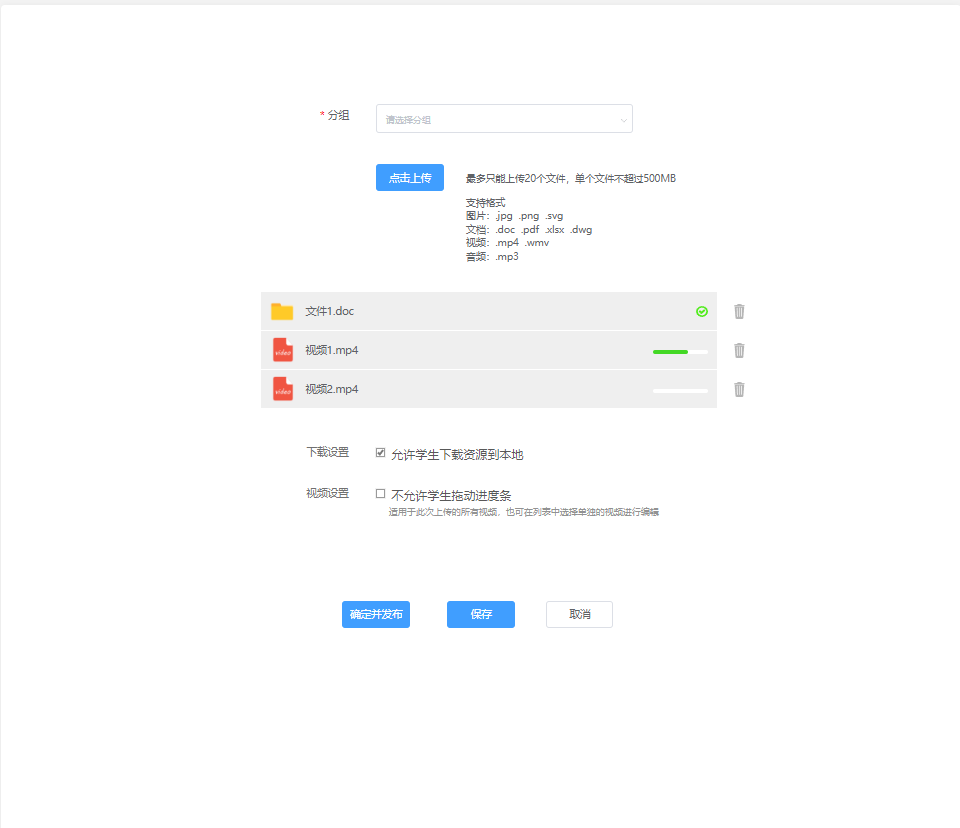 * 分组
请选择分组
点击上传
最多只能上传20个文件，单个文件不超过500MB
支持格式
图片：.jpg .png .svg
文档：.doc .pdf .xlsx .dwg
视频：.mp4 .wmv
音频：.mp3
文件1.doc
video 视频1.mp4
video 视频2.mp4
下载设置 允许学生下载资源到本地
视频设置 不允许学生拖动进度条
适用于此次上传的所有视频，也可在列表中选择单独的视频进行编辑
确定并发布 保存 取消